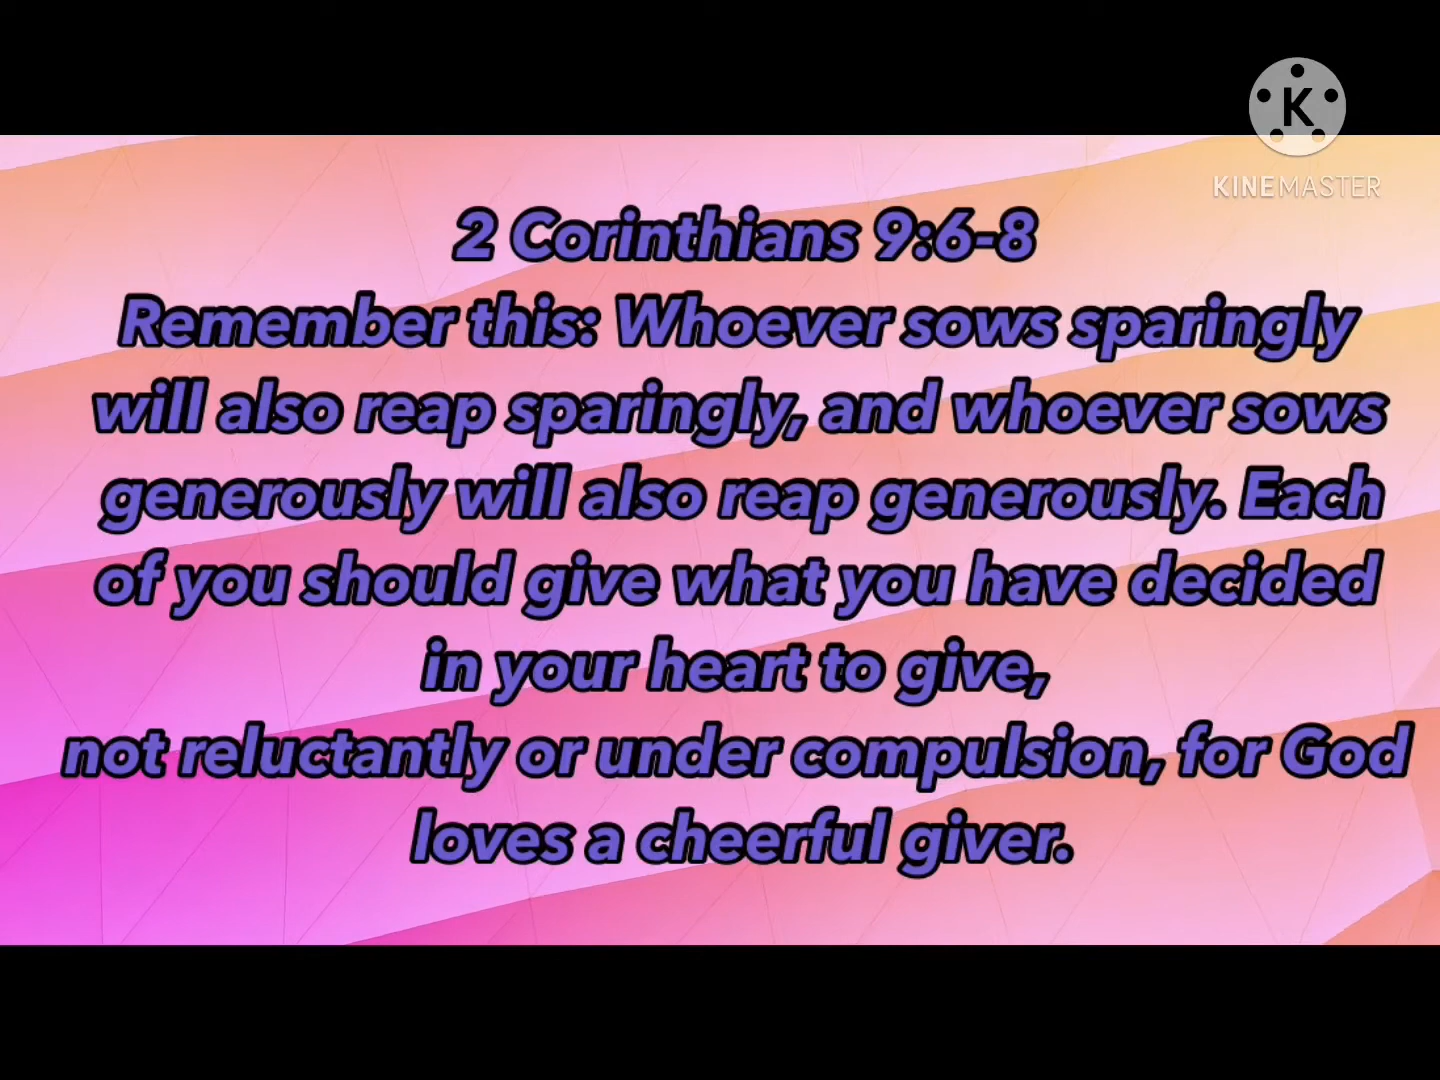 K
KINEMASTER
2 Corinthians 9:6-8
Remember this: Whoever sows sparingly
will also reap sparingly, and whoever sows
generously will also reap generously. Each
of you should give what you have decided
in your heart to give,
not reluctantly or under compulsion, for God
loves a cheerful giver.